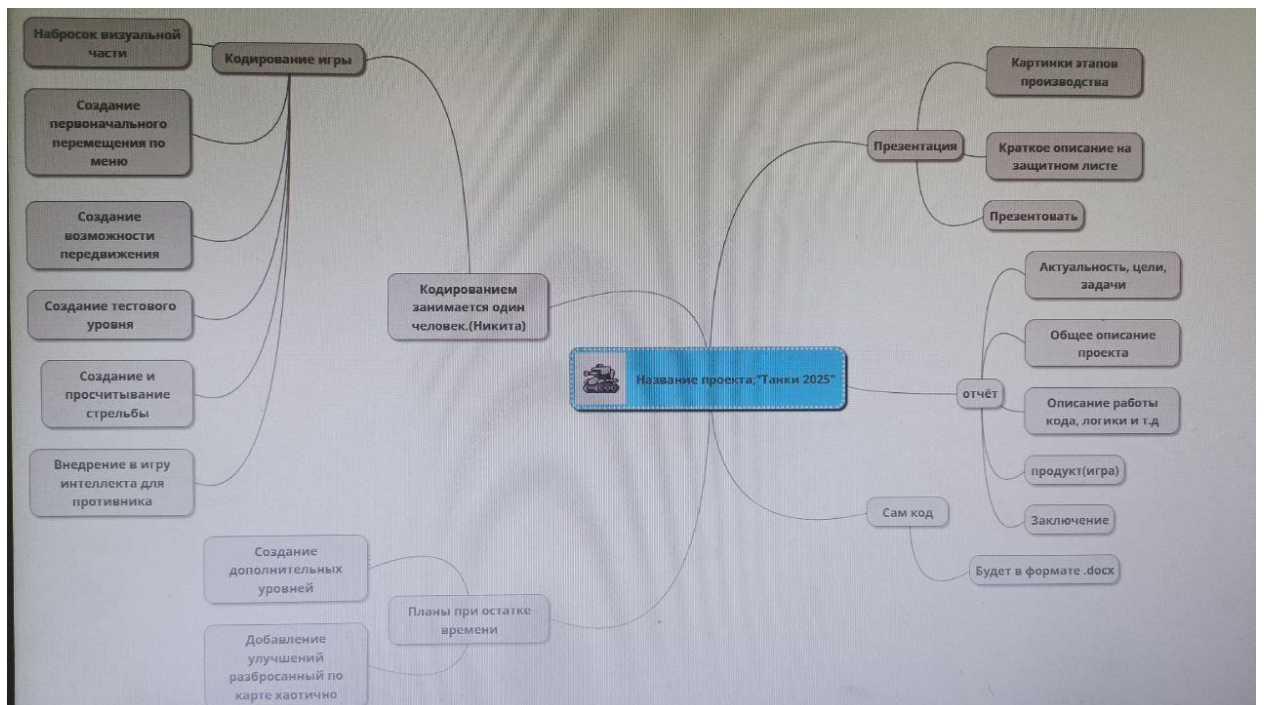 Набросок визуальной
части
Кодирование игры
Создание
первоначального
перемещения по
меню
Создание
возможности
передвижения
Создание тестового
уровня
Создание и
просчитывание
стрельбы
Внедрение в игру
интеллекта для
противника
Кодированием
занимается один
человек.(Никита)
Название проекта;"Танки 2025"
Создание
дополнительных
уровней
Планы при остатке
времени
Добавление
улучшений
разбросанный по
карте хаотично
Презентация
Картинки этапов
производства
Краткое описание на
защитном листе
Презентовать
отчёт
Актуальность, цели,
задачи
Общее описание
проекта
Описание работы
кода, логики и т.д
продукт(игра)
Заключение
Сам код
Будет в формате .docx